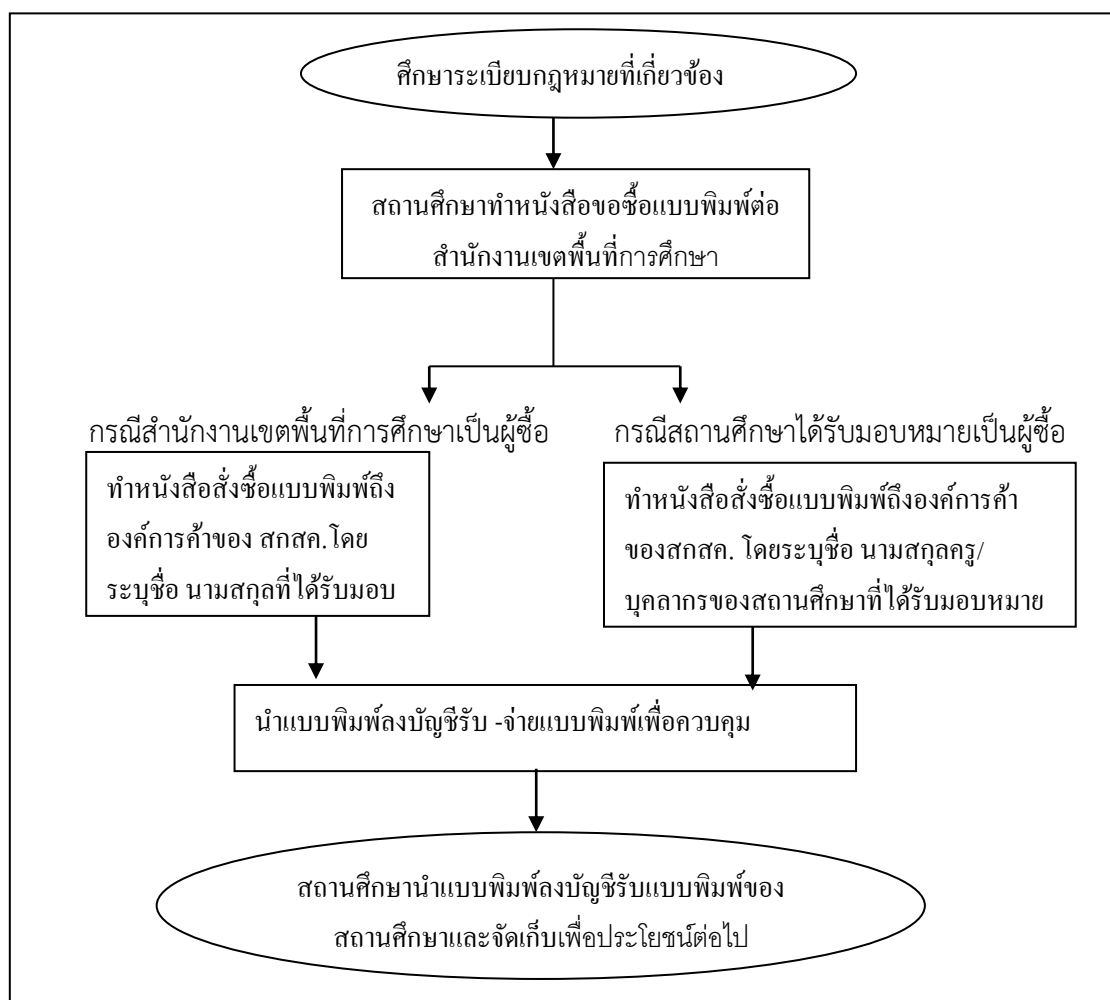 ศึกษาระเบียบกฎหมายที่เกี่ยวข้อง
สถานศึกษาทำหนังสือขอซื้อแบบพิมพ์ต่อ
สำนักงานเขตพื้นที่การศึกษา
กรณีสำนักงานเขตพื้นที่การศึกษาเป็นผู้ซื้อ
ทำหนังสือสั่งซื้อแบบพิมพ์ถึง
องค์การค้าของ สกสค.โดย
ระบุชื่อ นามสกุลที่ได้รับมอบ
กรณีสถานศึกษาได้รับมอบหมายเป็นผู้ซื้อ
ทำหนังสือสั่งซื้อแบบพิมพ์ถึงองค์การค้า
ของสกสค. โดยระบุชื่อ นามสกุลครู/
บุคลากรของสถานศึกษาที่ได้รับมอบหมาย
นำแบบพิมพ์ลงบัญชีรับ -จ่ายแบบพิมพ์เพื่อควบคุม
สถานศึกษานำแบบพิมพ์ลงบัญชีรับแบบพิมพ์ของ
สถานศึกษาและจัดเก็บเพื่อประโยชน์ต่อไป